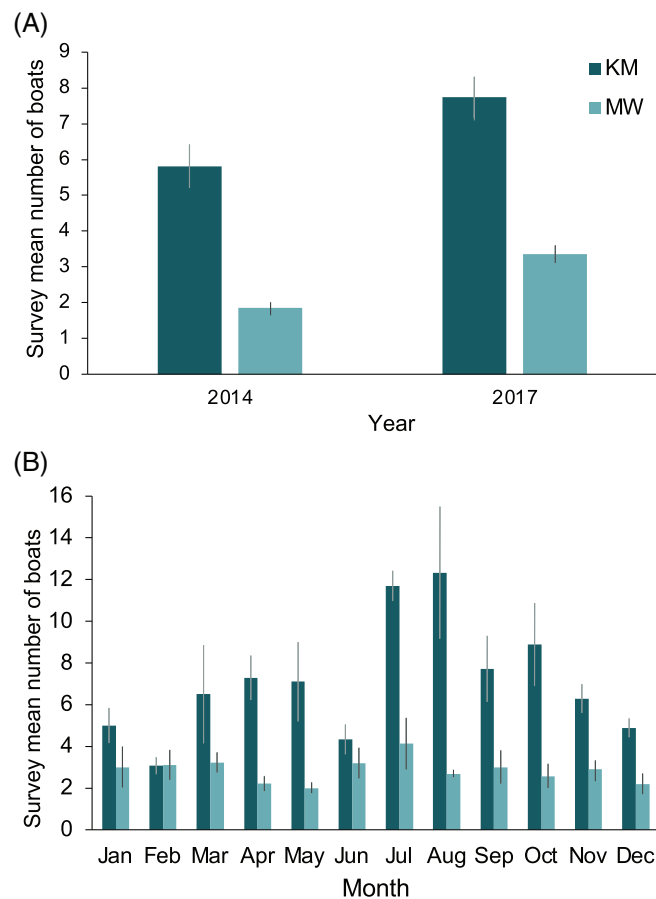 (A)
Survey mean number of boats
9
8
7
6
5
4
3
2
1
0
KM
MW
2014 2017
Year
(B)
Survey mean number of boats
16
14
12
10
8
6
4
2
0
Jan Feb Mar Apr May Jun Jul Aug Sep Oct Nov Dec
Month